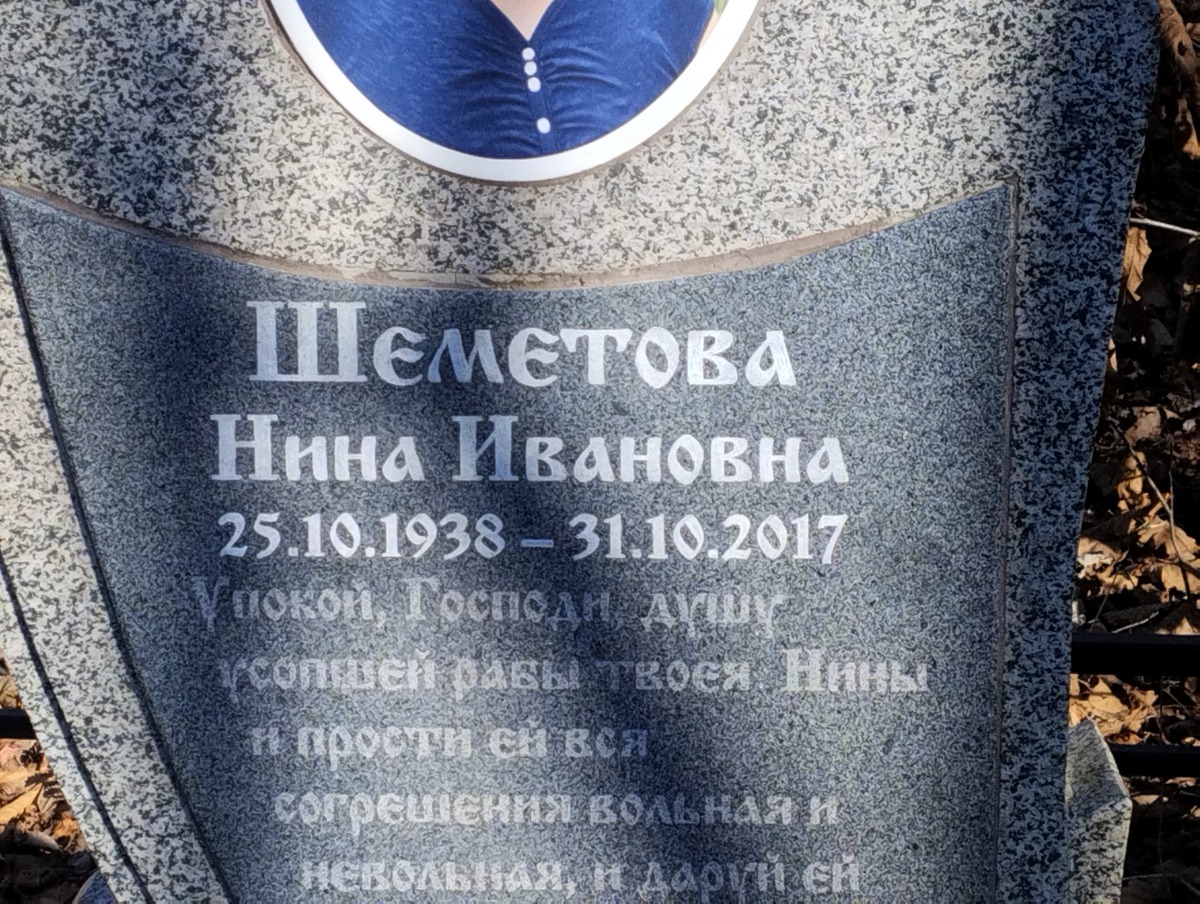 Шеметова
Нина Ивановна
25.10.1938 – 31.10.2017
Упокой, Господи, душу
усопшей рабы твоея Нины
и прости ей вся
согрешения вольная и
невольная, и даруй ей